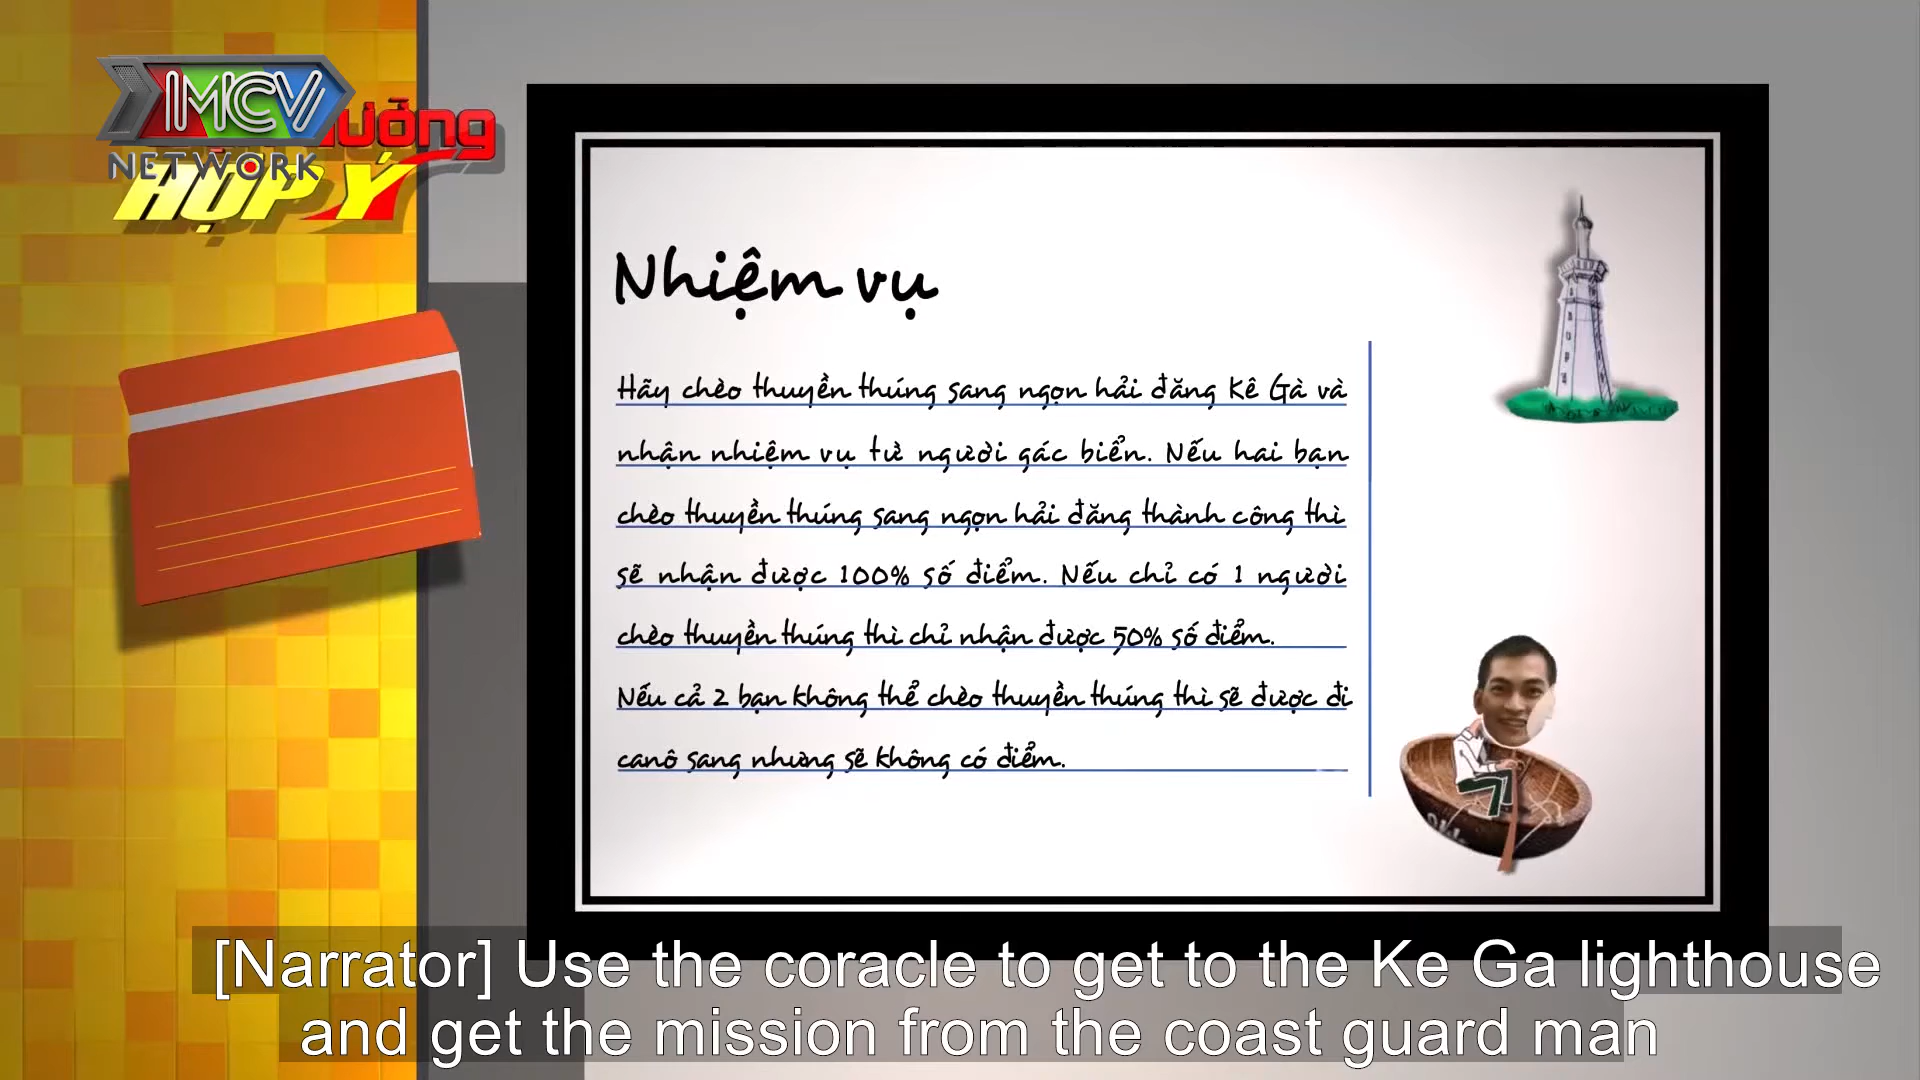 MCV
NETWORK
ưởng
HỢP Ý
Nhiệm vụ
Hãy chèo thuyền thúng sang ngọn hải đăng Kê Gà và
nhận nhiệm vụ từ người gác biển. Nếu hai bạn
chèo thuyền thúng sang ngọn hải đăng thành công thì
sẽ nhận được 100% số điểm. Nếu chỉ có 1 người
chèo thuyền thúng thì chỉ nhận được 50% số điểm.
Nếu cả 2 bạn không thể chèo thuyền thúng thì sẽ được đi
canô sang nhưng sẽ không có điểm.
[Narrator] Use the coracle to get to the Ke Ga lighthouse
and get the mission from the coast guard man